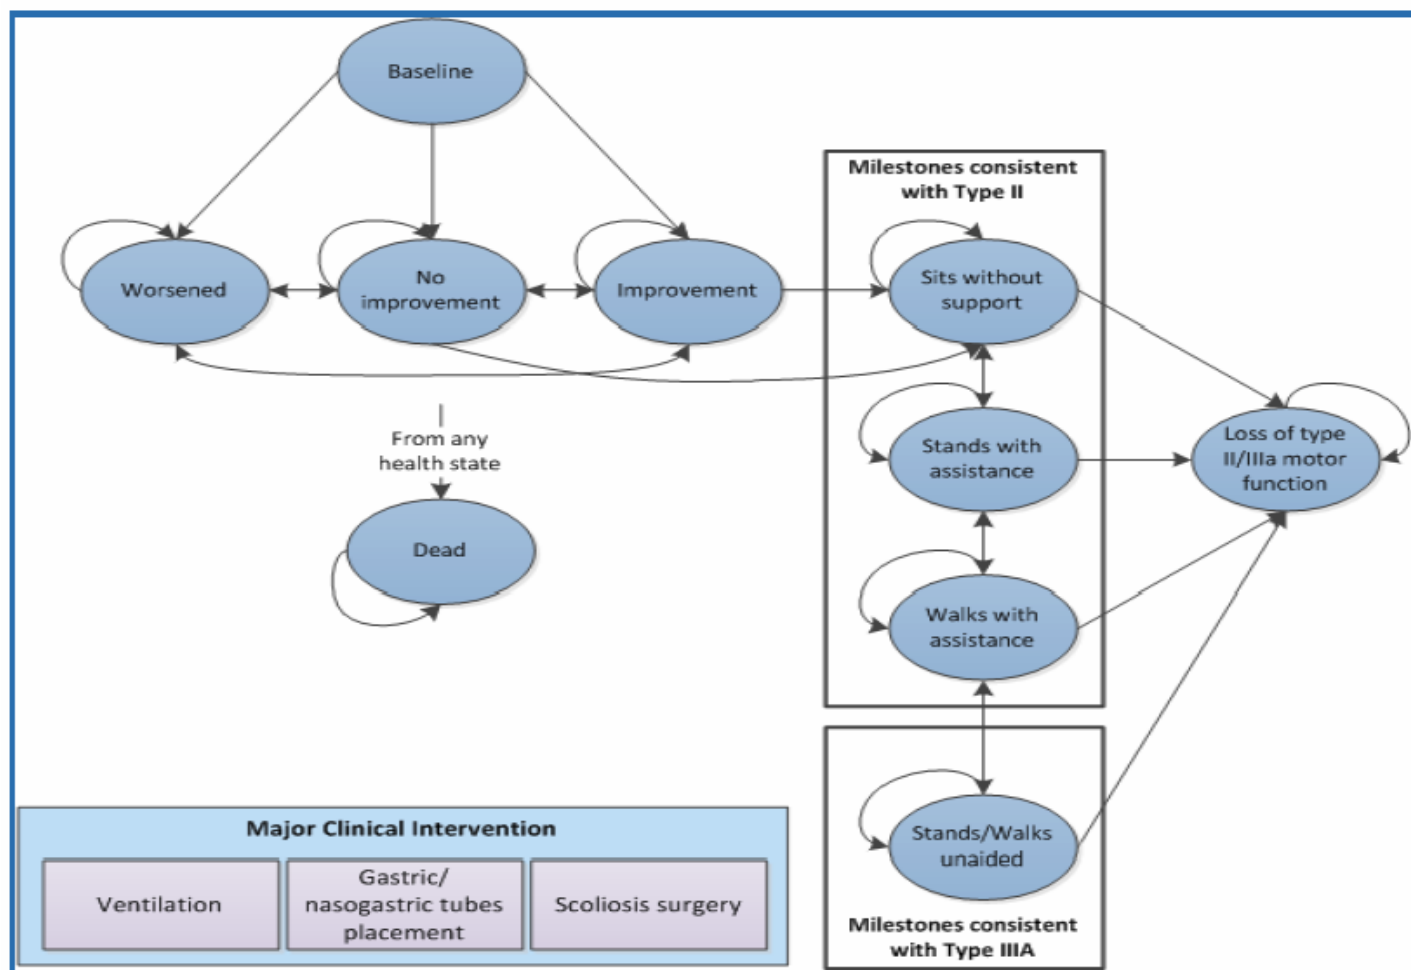 Baseline
Milestones consistent
with Type II
Worsened
No
improvement
Improvement
Sits without
support
From any
health state
Stands with
assistance
Loss of type
II/IIIa motor
function
Dead
Walks with
assistance
Major Clinical Intervention
Ventilation
Gastric/
nasogastric tubes
placement
Scoliosis surgery
Stands/Walks
unaided
Milestones consistent
with Type IIIA